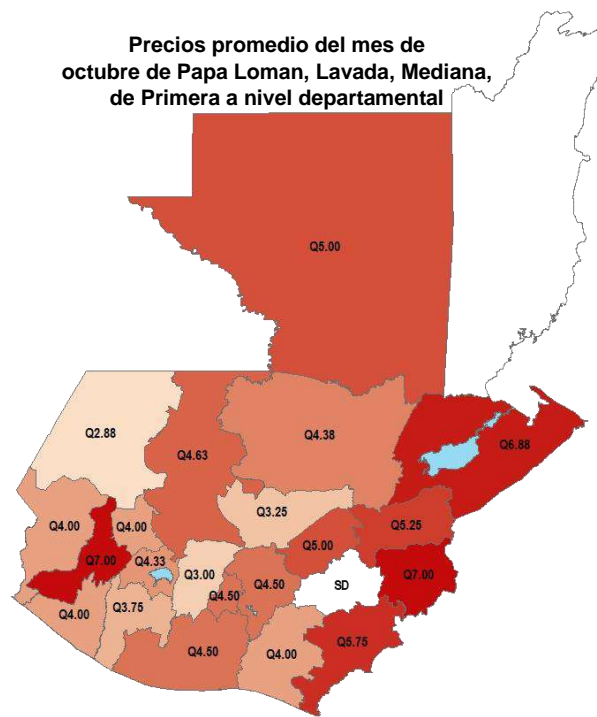 Precios promedio del mes de
octubre de Papa Loman, Lavada, Mediana,
de Primera a nivel departamental
Q5.00
Q2.88
Q4.63
Q4.38
Q6.88
Q3.25
Q4.00
Q4.00
Q5.25
Q5.00
Q7.00
Q4.33
Q3.00
Q4.50
Q4.50
SD
Q7.00
Q4.00
Q3.75
Q4.50
Q4.00
Q5.75